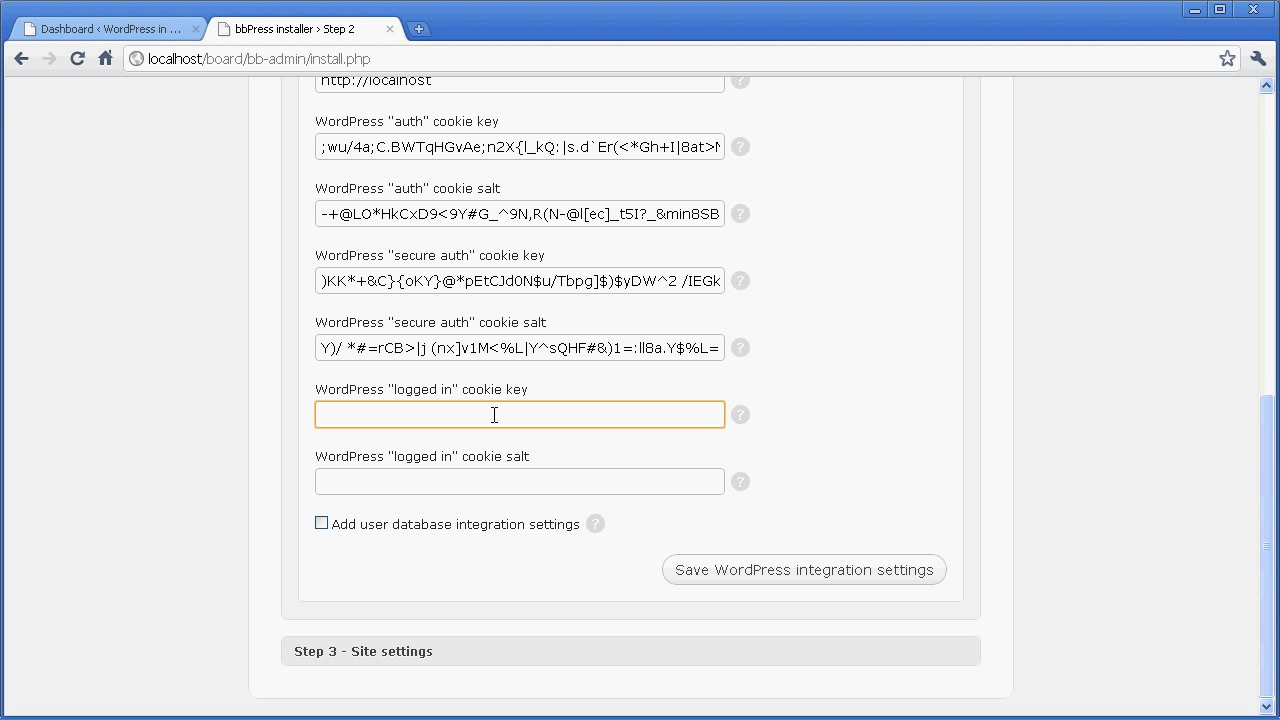 Dashboard ‹ WordPress in ...
bbPress installer › Step 2
localhost/board/bb-admin/install.php
http://localhost
?
WordPress "auth" cookie key
;wu/4a;C.BWTqHGvAe;n2X{l_kQ:|s.d`Er(<*Gh+I|8at>N
?
WordPress "auth" cookie salt
-+@LO*HkCxD9<9Y#G_^9N,R(N-@l[ec]_t5I?_&min8SB
?
WordPress "secure auth" cookie key
)KK*+&C}{oKY}@*pEtCJd0N$u/Tbpg]$)$yDW^2 /IEGk
?
WordPress "secure auth" cookie salt
Y)/ *#=rCB>|j (nx]v1M<%L|Y^sQHF#&)1=:ll8a.Y$%L=
?
WordPress "logged in" cookie key
?
WordPress "logged in" cookie salt
?
Add user database integration settings ?
Save WordPress integration settings
Step 3 - Site settings